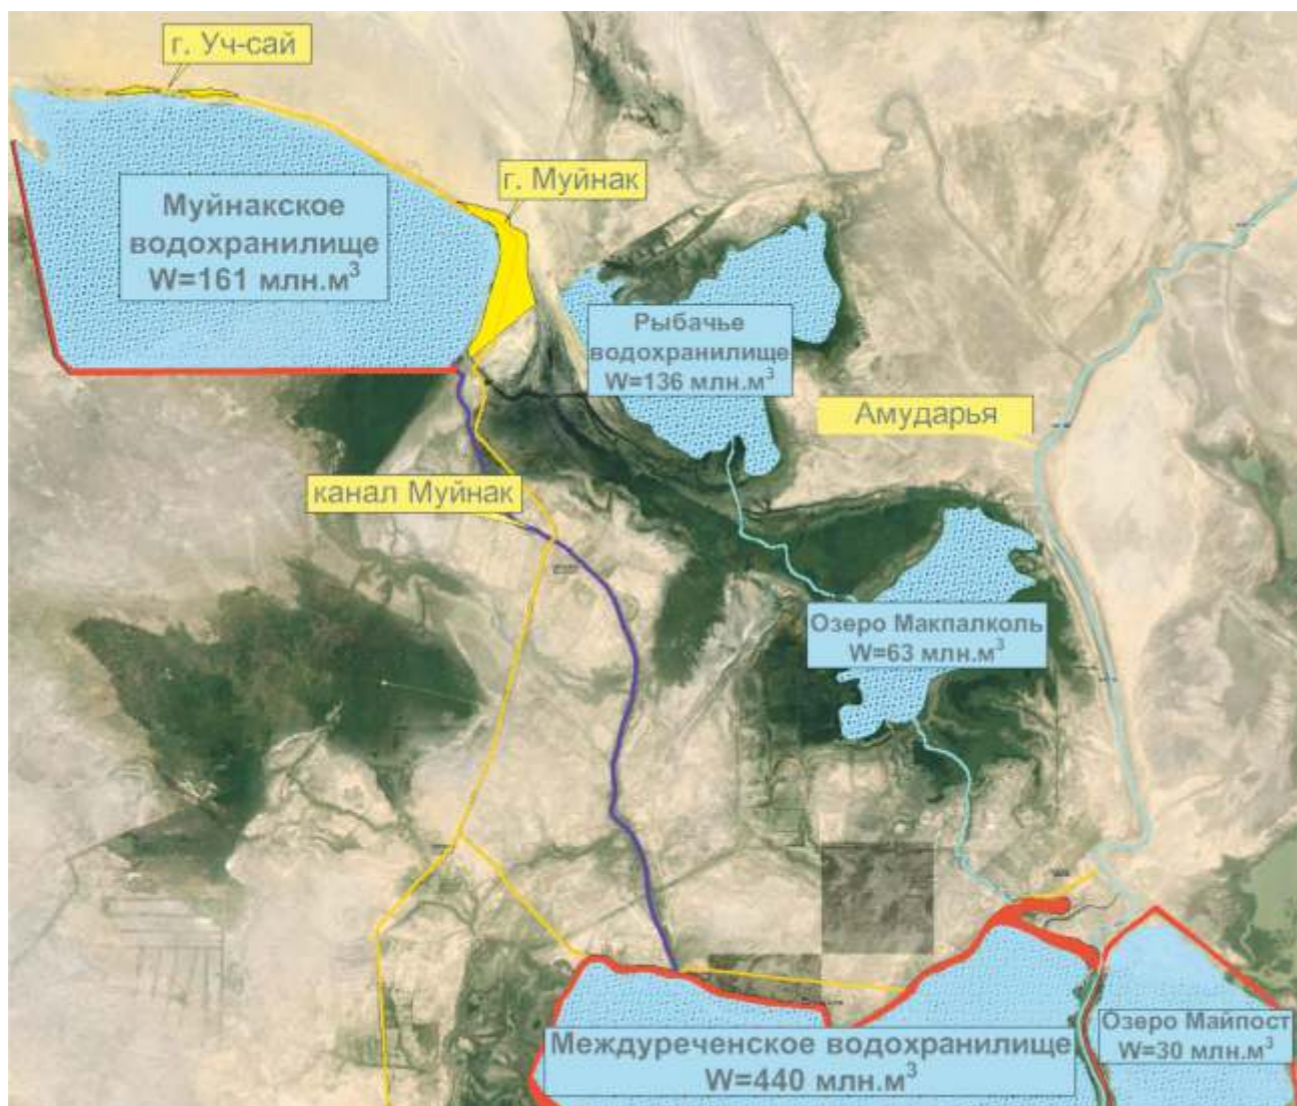 г. Уч-сай
г. Муйнак
Муйнакское
водохранилище
W=161 млн.м³
Рыбачье
водохранилище
W=136 млн.м³
Амударья
канал Муйнак
Озеро Макпалколь
W=63 млн.м³
Междуреченское водохранилище
W=440 млн.м³
Озеро Майпост
W=30 млн.м³